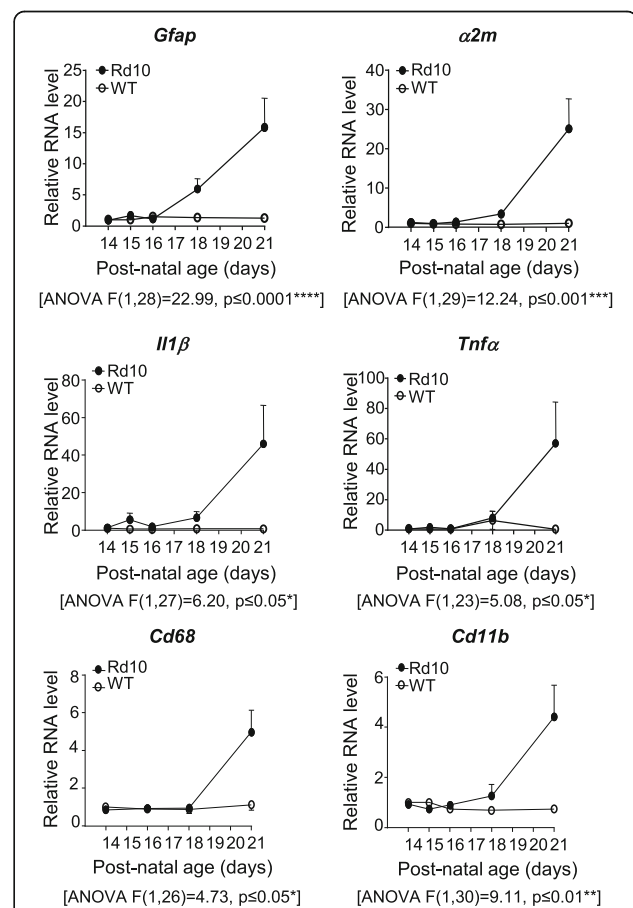 Gfap
Rd10
WT
Relative RNA level
25
20
15
10
5
0
14 15 16 17 18 19 20 21
Post-natal age (days)
[ANOVA F(1,28)=22.99, p≤0.0001****]
α2m
Rd10
WT
Relative RNA level
40
30
20
10
0
14 15 16 17 18 19 20 21
Post-natal age (days)
[ANOVA F(1,29)=12.24, p≤0.001***]
Il1β
Rd10
WT
Relative RNA level
80
60
40
20
0
14 15 16 17 18 19 20 21
Post-natal age (days)
[ANOVA F(1,27)=6.20, p≤0.05*]
Tnfα
Rd10
WT
Relative RNA level
100
80
60
40
20
0
14 15 16 17 18 19 20 21
Post-natal age (days)
[ANOVA F(1,23)=5.08, p≤0.05*]
Cd68
Rd10
WT
Relative RNA level
8
6
4
2
0
14 15 16 17 18 19 20 21
Post-natal age (days)
[ANOVA F(1,26)=4.73, p≤0.05*]
Cd11b
Rd10
WT
Relative RNA level
6
4
2
0
14 15 16 17 18 19 20 21
Post-natal age (days)
[ANOVA F(1,30)=9.11, p≤0.01**]